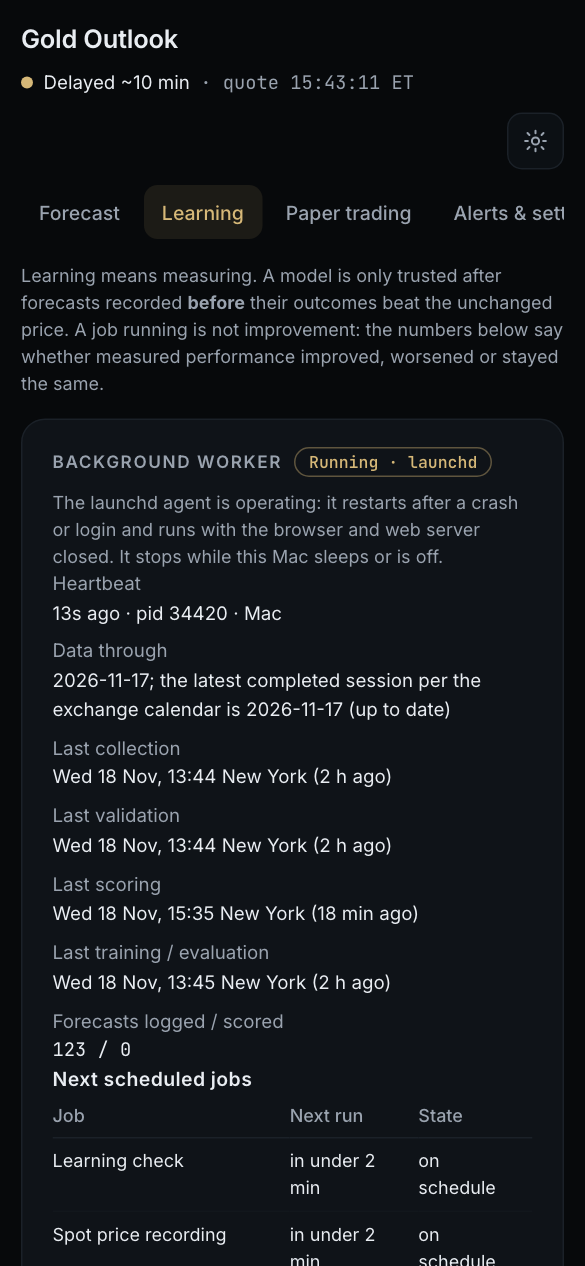 Gold Outlook
Delayed ~10 min · quote 15:43:11 ET
Forecast Learning Paper trading Alerts & sett
Learning means measuring. A model is only trusted after
forecasts recorded before their outcomes beat the unchanged
price. A job running is not improvement: the numbers below say
whether measured performance improved, worsened or stayed
the same.
BACKGROUND WORKER Running · launchd
The launchd agent is operating: it restarts after a crash
or login and runs with the browser and web server
closed. It stops while this Mac sleeps or is off.
Heartbeat
13s ago · pid 34420 · Mac
Data through
2026-11-17; the latest completed session per the
exchange calendar is 2026-11-17 (up to date)
Last collection
Wed 18 Nov, 13:44 New York (2 h ago)
Last validation
Wed 18 Nov, 13:44 New York (2 h ago)
Last scoring
Wed 18 Nov, 15:35 New York (18 min ago)
Last training / evaluation
Wed 18 Nov, 13:45 New York (2 h ago)
Forecasts logged / scored
123 / 0
Next scheduled jobs
Job Next run State
Learning check in under 2 on
min schedule
Spot price recording in under 2 on
min schedule